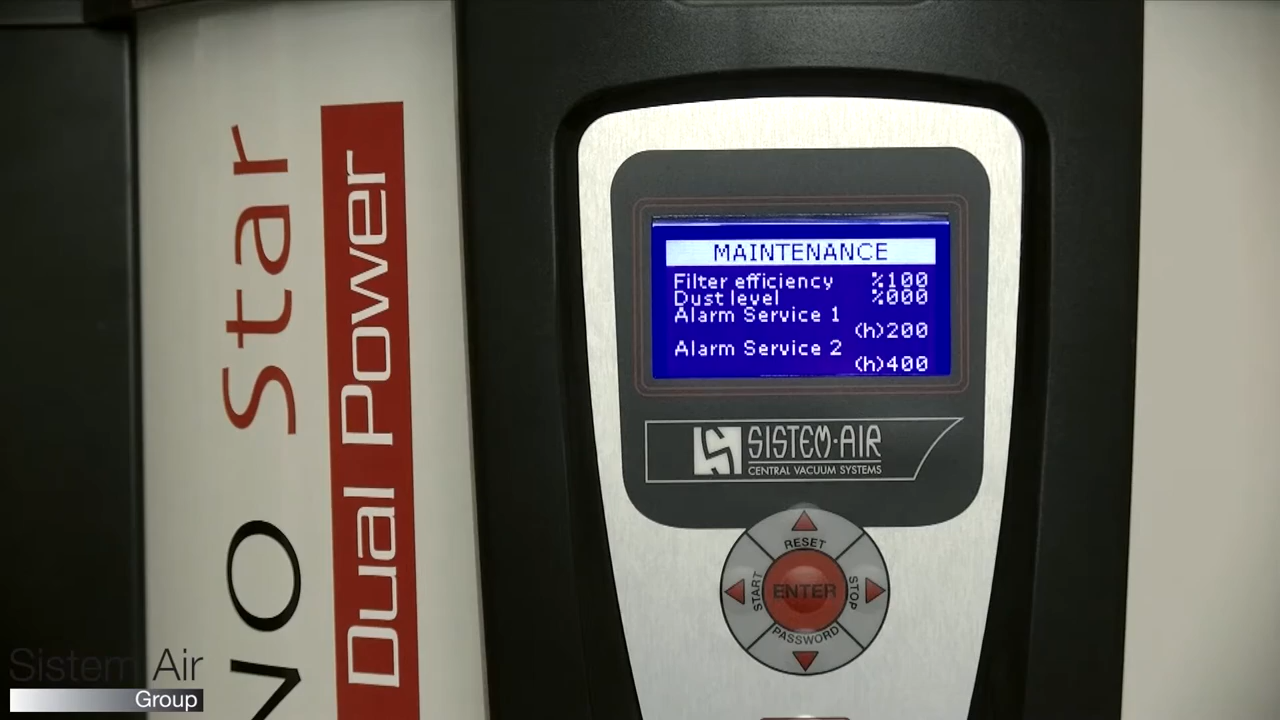 Star
NO
Dual Power
MAINTENANCE
Filter efficiency %100
Dust level %000
Alarm Service 1
(h)200
Alarm Service 2
(h)400
SISTEM-AIR
CENTRAL VACUUM SYSTEMS
RESET
START
ENTER
STOP
PASSWORD
Sistem Air
Group